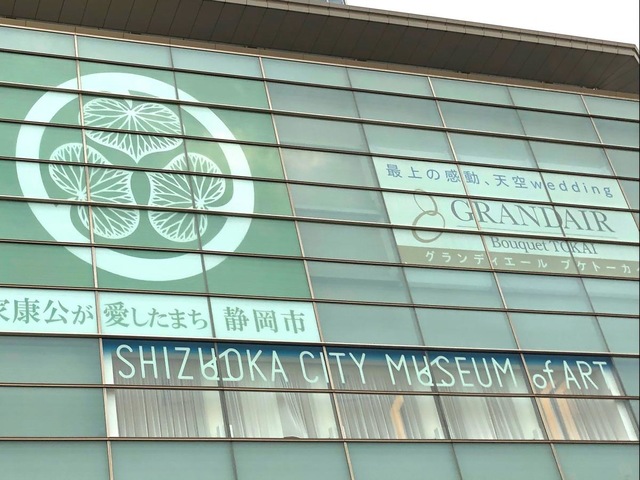 家康公が愛したまち 静岡市
最上の感動、天空wedding
8
GRANDAIR
Bouquet TOKAI
グランディエール ブケトーカイ
SHIZUOKA CITY MUSEUM of ART